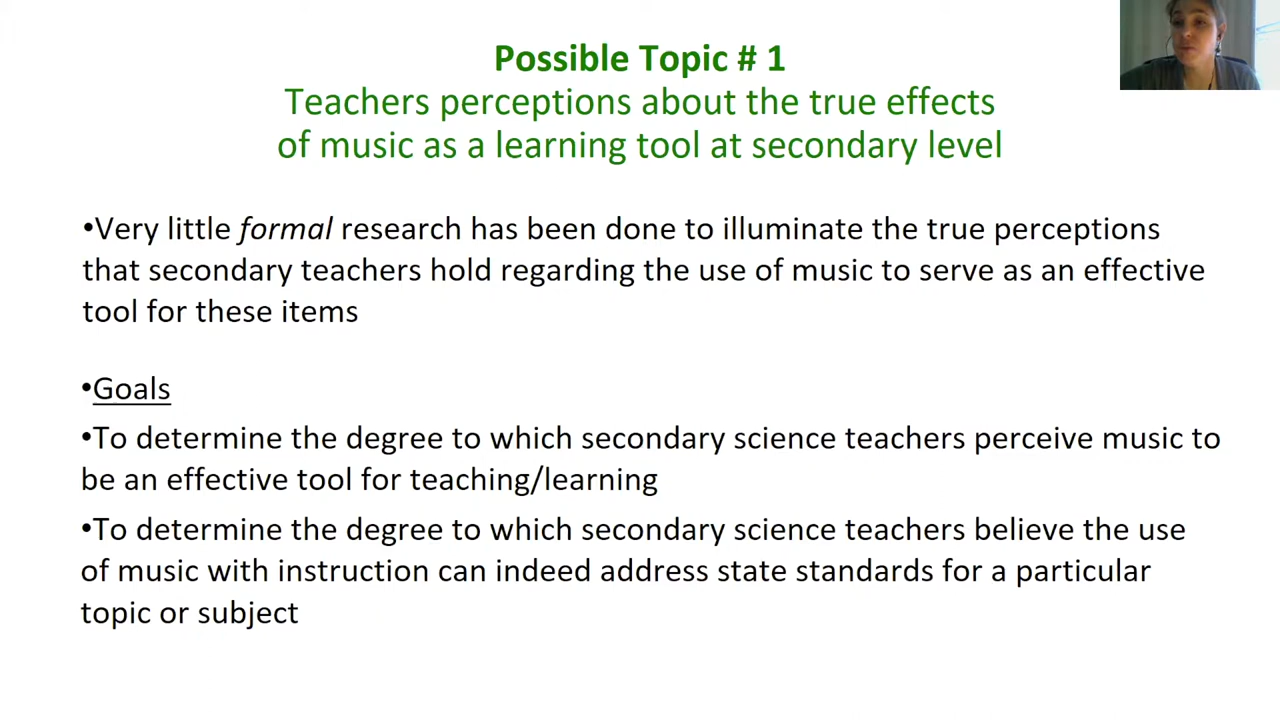 Possible Topic # 1
Teachers perceptions about the true effects
of music as a learning tool at secondary level
•Very little formal research has been done to illuminate the true perceptions
that secondary teachers hold regarding the use of music to serve as an effective
tool for these items
•Goals
•To determine the degree to which secondary science teachers perceive music to
be an effective tool for teaching/learning
•To determine the degree to which secondary science teachers believe the use
of music with instruction can indeed address state standards for a particular
topic or subject